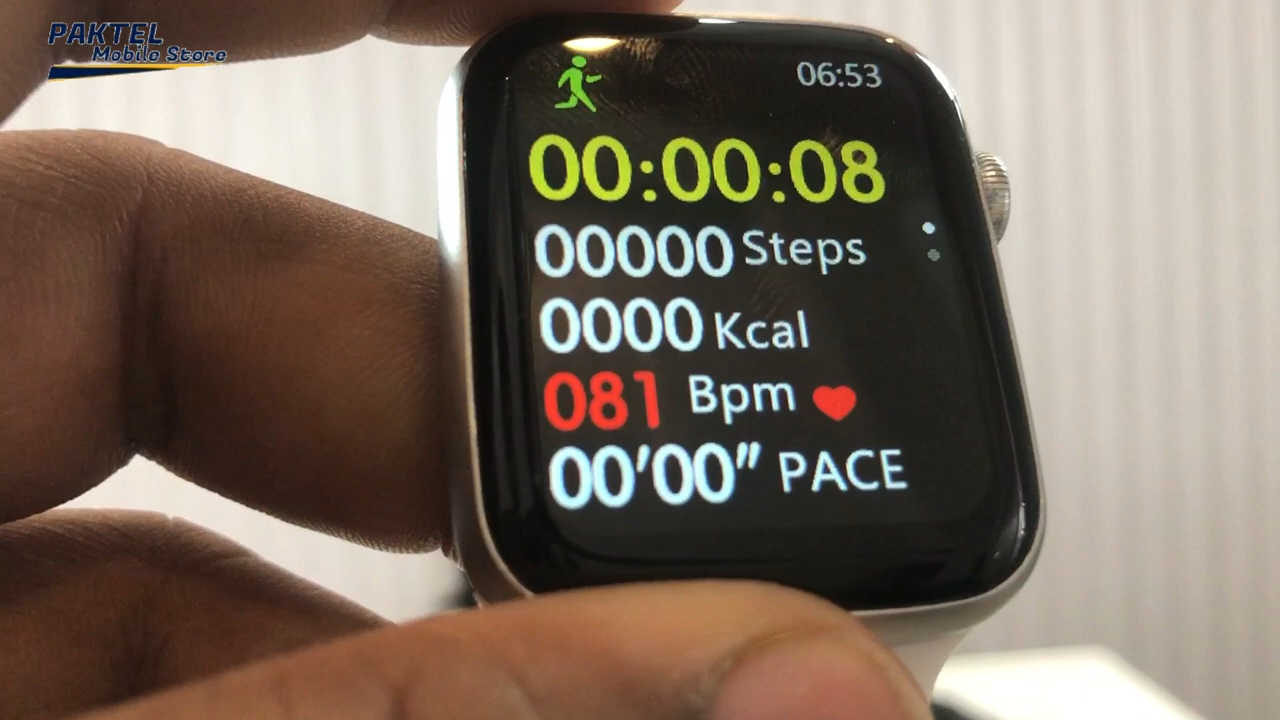 PAKTEL
Mobile Store
06:53
00:00:08
00000 Steps
0000 Kcal
081 Bpm
00'00" PACE